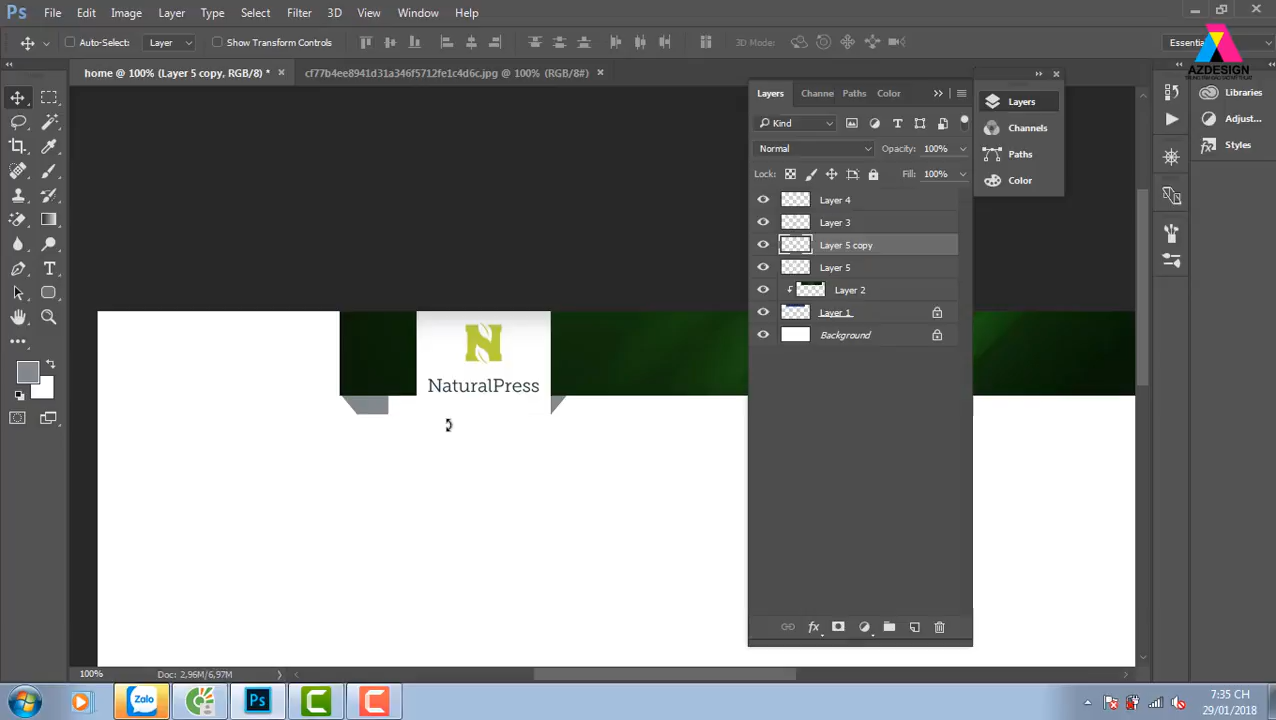 Ps File Edit Image Layer Type Select Filter 3D View Window Help
Auto-Select: Layer Show Transform Controls 3D Mode: Essentia
AZDESIGN
home @ 100% (Layer 5 copy, RGB/8) * × cf77b4ee8941d31a346f5712fe1c4d6c.jpg @ 100% (RGB/8#) ×
Layers Channe Paths Color
Kind
Normal Opacity: 100%
Lock: Fill: 100%
Layer 4
Layer 3
Layer 5 copy
Layer 5
Layer 2
Layer 1
Background
fx
Layers
Channels
Paths
Color
Libraries
Adjust...
Styles
N
NaturalPress
100% Doc: 2,96M/6,97M
Zalo Ps C C
7:35 CH
29/01/2018